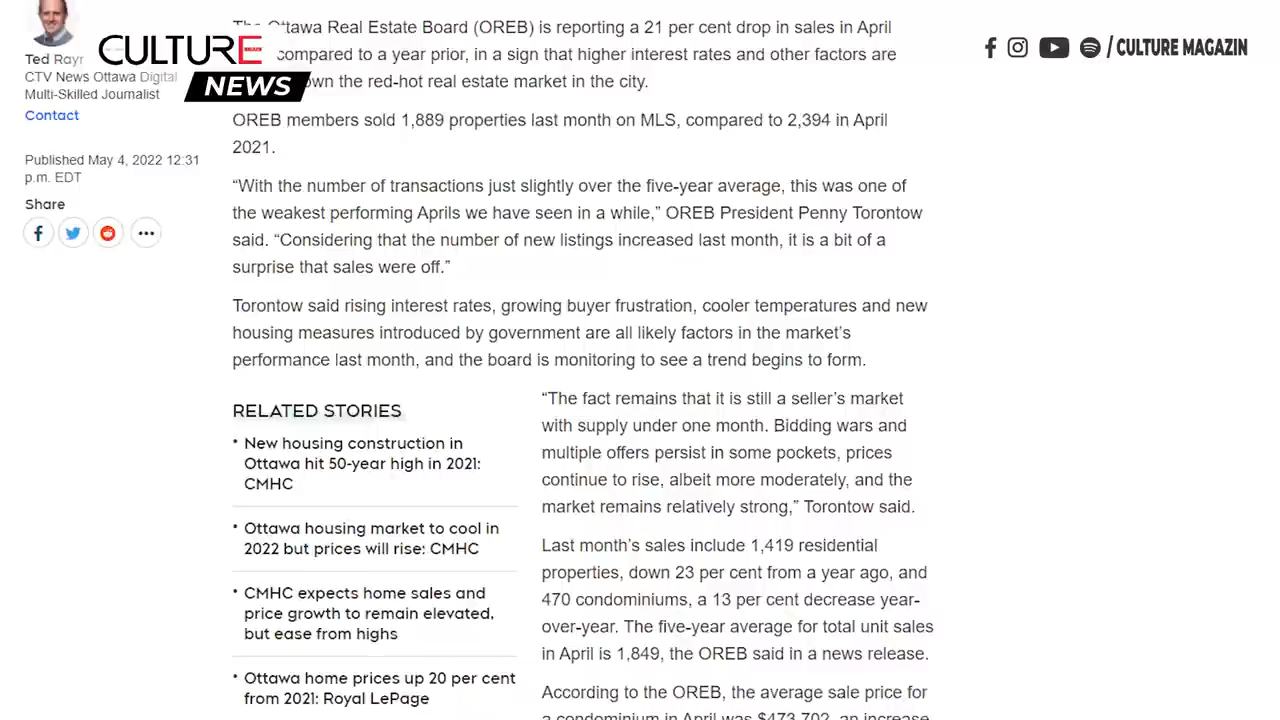 Ted Rayr
CTV News Ottawa Digital
Multi-Skilled Journalist
Contact
Published May 4, 2022 12:31
p.m. EDT
Share
CULTURE
NEWS
/ CULTURE MAGAZIN
The Ottawa Real Estate Board (OREB) is reporting a 21 per cent drop in sales in April
compared to a year prior, in a sign that higher interest rates and other factors are
own the red-hot real estate market in the city.
OREB members sold 1,889 properties last month on MLS, compared to 2,394 in April
2021.
“With the number of transactions just slightly over the five-year average, this was one of
the weakest performing Aprils we have seen in a while,” OREB President Penny Torontow
said. “Considering that the number of new listings increased last month, it is a bit of a
surprise that sales were off.”
Torontow said rising interest rates, growing buyer frustration, cooler temperatures and new
housing measures introduced by government are all likely factors in the market’s
performance last month, and the board is monitoring to see a trend begins to form.
RELATED STORIES
• New housing construction in
Ottawa hit 50-year high in 2021:
CMHC
• Ottawa housing market to cool in
2022 but prices will rise: CMHC
• CMHC expects home sales and
price growth to remain elevated,
but ease from highs
• Ottawa home prices up 20 per cent
from 2021: Royal LePage
“The fact remains that it is still a seller’s market
with supply under one month. Bidding wars and
multiple offers persist in some pockets, prices
continue to rise, albeit more moderately, and the
market remains relatively strong,” Torontow said.
Last month’s sales include 1,419 residential
properties, down 23 per cent from a year ago, and
470 condominiums, a 13 per cent decrease year-
over-year. The five-year average for total unit sales
in April is 1,849, the OREB said in a news release.
According to the OREB, the average sale price for
a condominium in April was $473,702, an increase